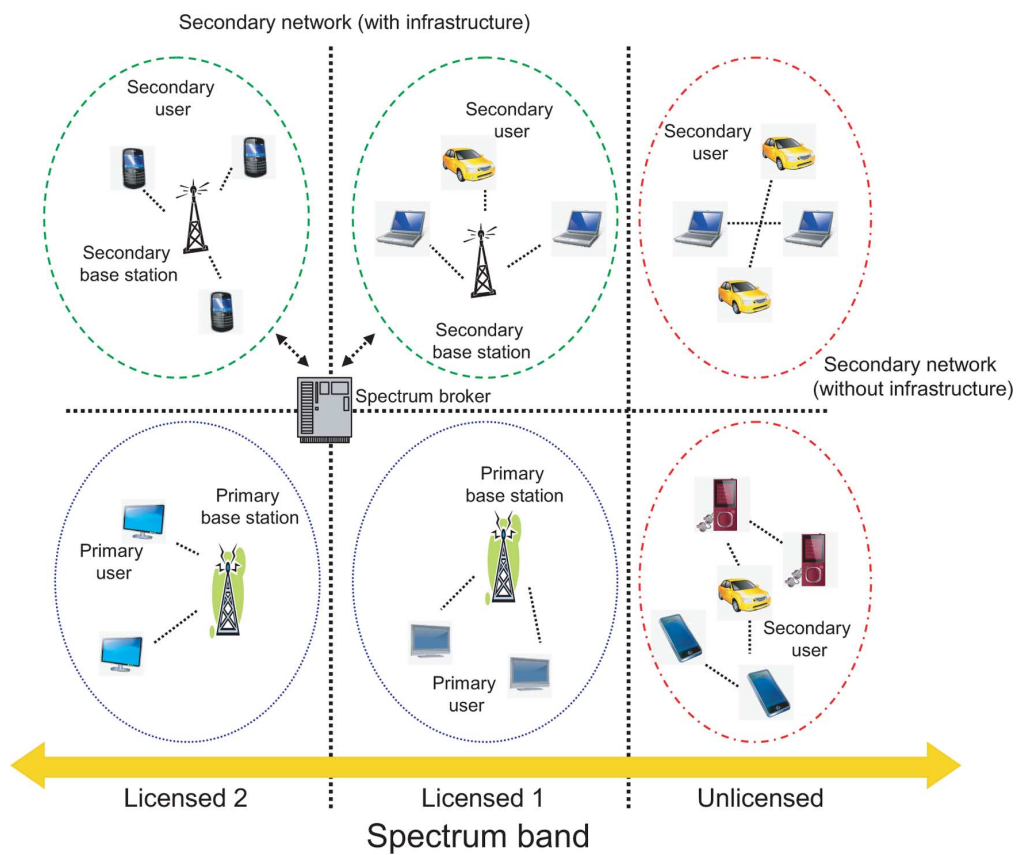 Secondary network (with infrastructure)
Secondary
user
Secondary
base station
Secondary
user
Secondary
base station
Secondary
user
Secondary network
(without infrastructure)
Spectrum broker
Primary
base station
Primary
user
Primary
base station
Primary
user
Secondary
user
Licensed 2
Licensed 1
Unlicensed
Spectrum band